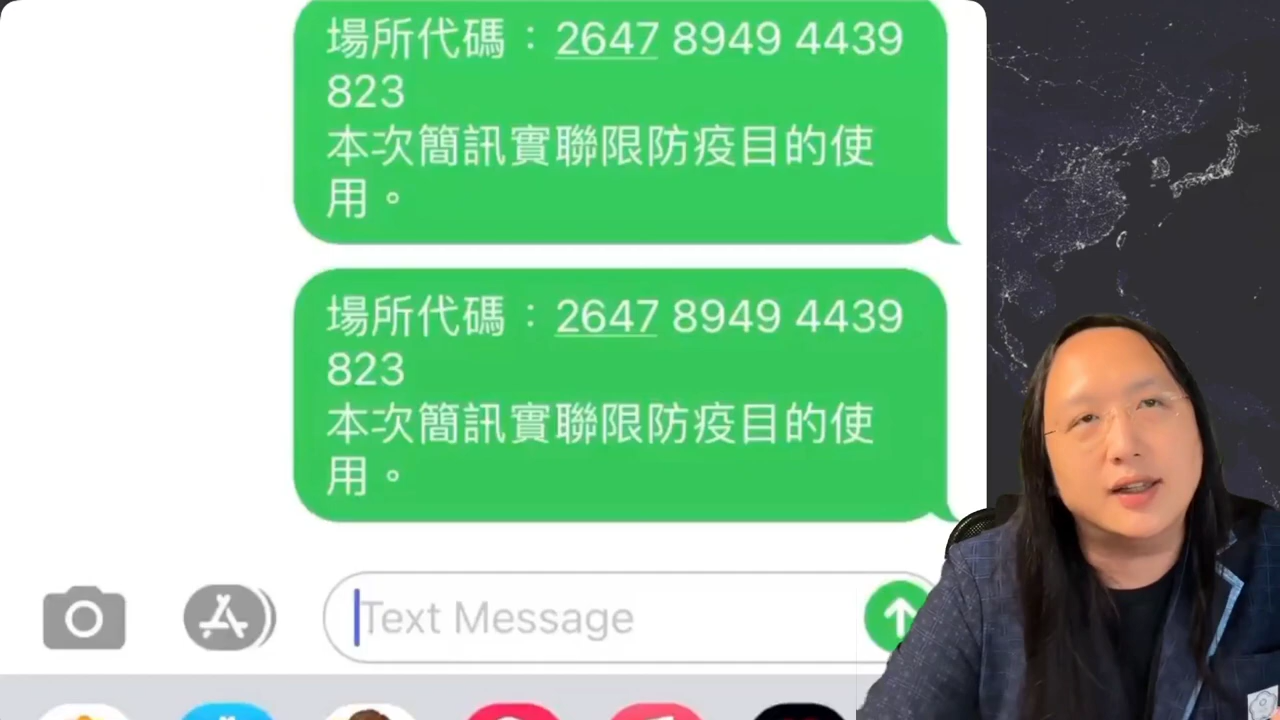 場所代碼：2647 8949 4439
823
本次簡訊實聯限防疫目的使
用。
場所代碼：2647 8949 4439
823
本次簡訊實聯限防疫目的使
用。
Text Message